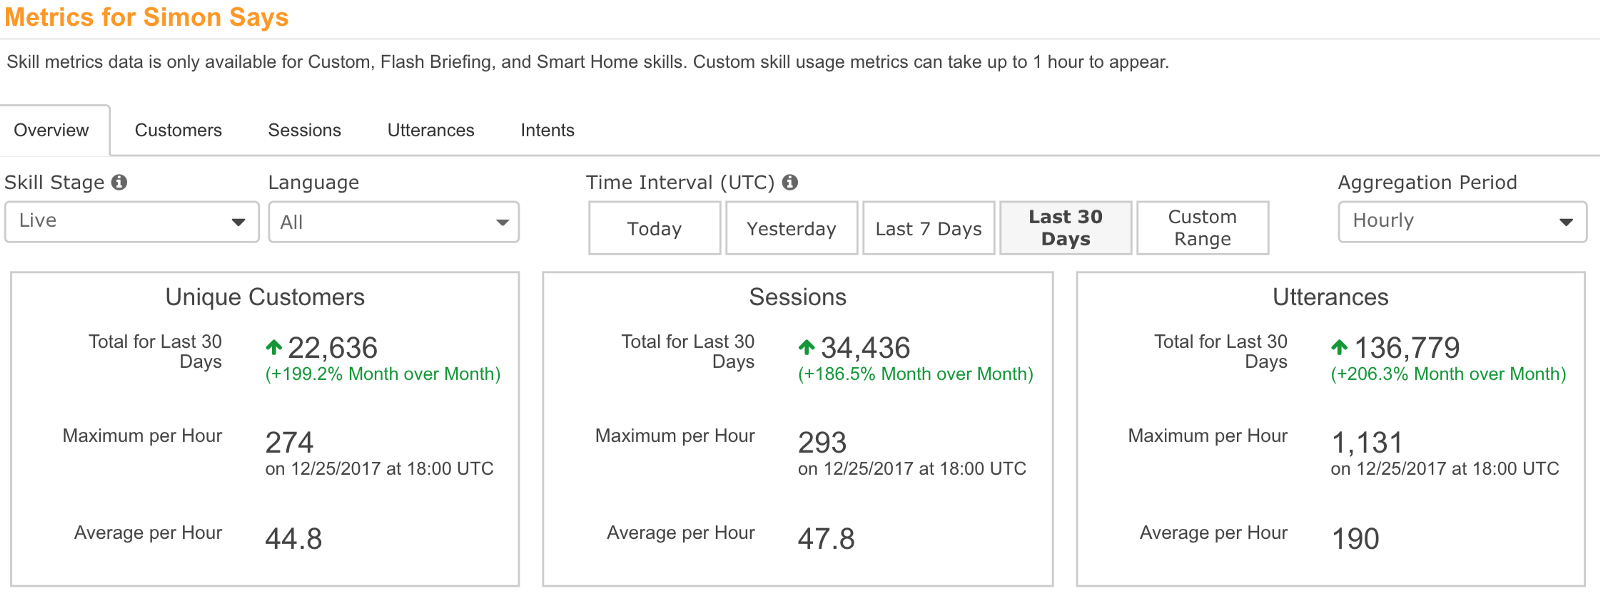 Metrics for Simon Says
Skill metrics data is only available for Custom, Flash Briefing, and Smart Home skills. Custom skill usage metrics can take up to 1 hour to appear.
Overview Customers Sessions Utterances Intents
Skill Stage Language Time Interval (UTC) Aggregation Period
Live All Today Yesterday Last 7 Days Last 30 Days Custom Range Hourly
Unique Customers
Total for Last 30
Days
22,636
(+199.2% Month over Month)
Maximum per Hour
274
on 12/25/2017 at 18:00 UTC
Average per Hour
44.8
Sessions
Total for Last 30
Days
34,436
(+186.5% Month over Month)
Maximum per Hour
293
on 12/25/2017 at 18:00 UTC
Average per Hour
47.8
Utterances
Total for Last 30
Days
136,779
(+206.3% Month over Month)
Maximum per Hour
1,131
on 12/25/2017 at 18:00 UTC
Average per Hour
190